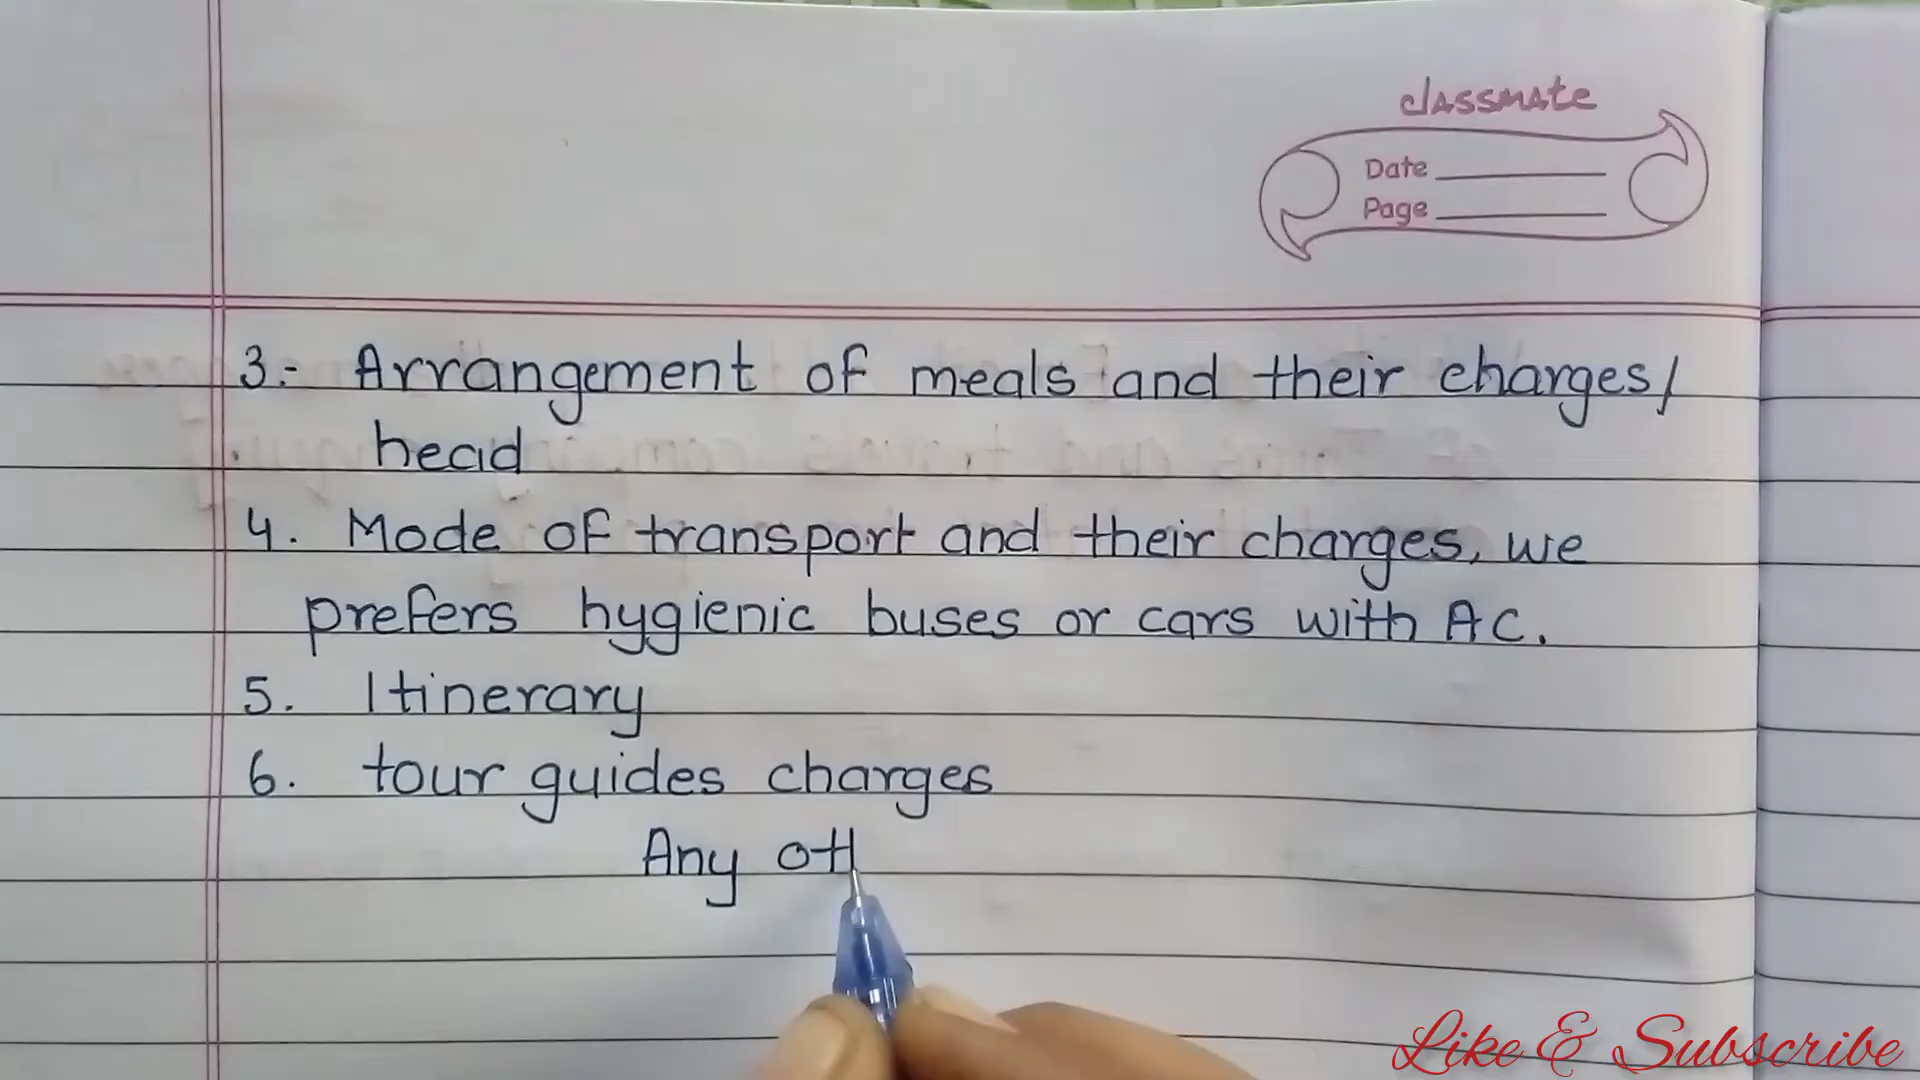 classmate
Date
Page
3.- Arrangement of meals and their charges/
head
4. Mode of transport and their charges, we
prefers hygienic buses or cars with AC.
5. Itinerary
6. tour guides charges
Any oth
Like & Subscribe